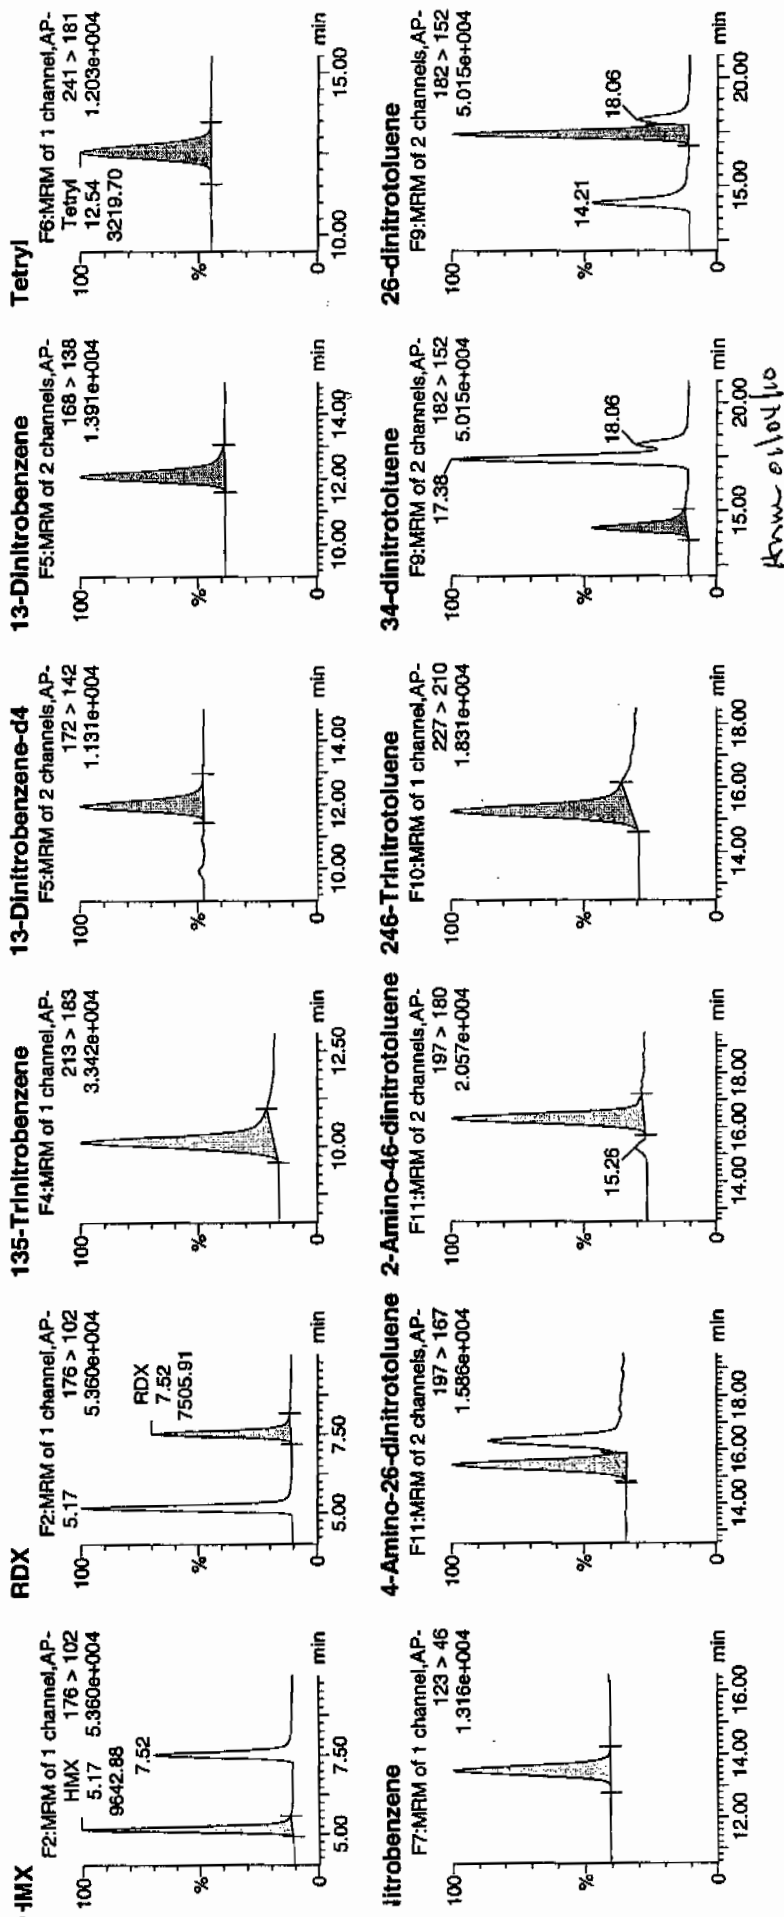 HMX
F2:MRM of 1 channel,AP-
176 > 102
5.360e+004
HMX
5.17
9642.88
7.52
100
%
0
5.00
7.50
min
RDX
F2:MRM of 1 channel,AP-
176 > 102
5.360e+004
5.17
RDX
7.52
7505.91
100
%
0
5.00
7.50
min
135-Trinitrobenzene
F4:MRM of 1 channel,AP-
213 > 183
3.342e+004
100
%
0
10.00
12.50
min
13-Dinitrobenzene-d4
F5:MRM of 2 channels,AP-
172 > 142
1.131e+004
100
%
0
10.00
12.00
14.00
min
13-Dinitrobenzene
F5:MRM of 2 channels,AP-
168 > 138
1.391e+004
100
%
0
10.00
12.00
14.00
min
Tetryl
F6:MRM of 1 channel,AP-
241 > 181
1.203e+004
Tetryl
12.54
3219.70
100
%
0
10.00
15.00
min
litrobenzene
F7:MRM of 1 channel,AP-
123 > 46
1.316e+004
100
%
0
12.00
14.00
16.00
min
4-Amino-26-dinitrotoluene
F11:MRM of 2 channels,AP-
197 > 167
1.586e+004
100
%
0
14.00
16.00
18.00
min
2-Amino-46-dinitrotoluene
F11:MRM of 2 channels,AP-
197 > 180
2.057e+004
15.26
100
%
0
14.00
16.00
18.00
min
246-Trinitrotoluene
F10:MRM of 1 channel,AP-
227 > 210
1.831e+004
100
%
0
14.00
16.00
18.00
min
34-dinitrotoluene
F9:MRM of 2 channels,AP-
182 > 152
5.015e+004
17.38
18.06
100
%
0
15.00
20.00
min
26-dinitrotoluene
F9:MRM of 2 channels,AP-
182 > 152
5.015e+004
14.21
18.06
100
%
0
15.00
20.00
min
01/04/10